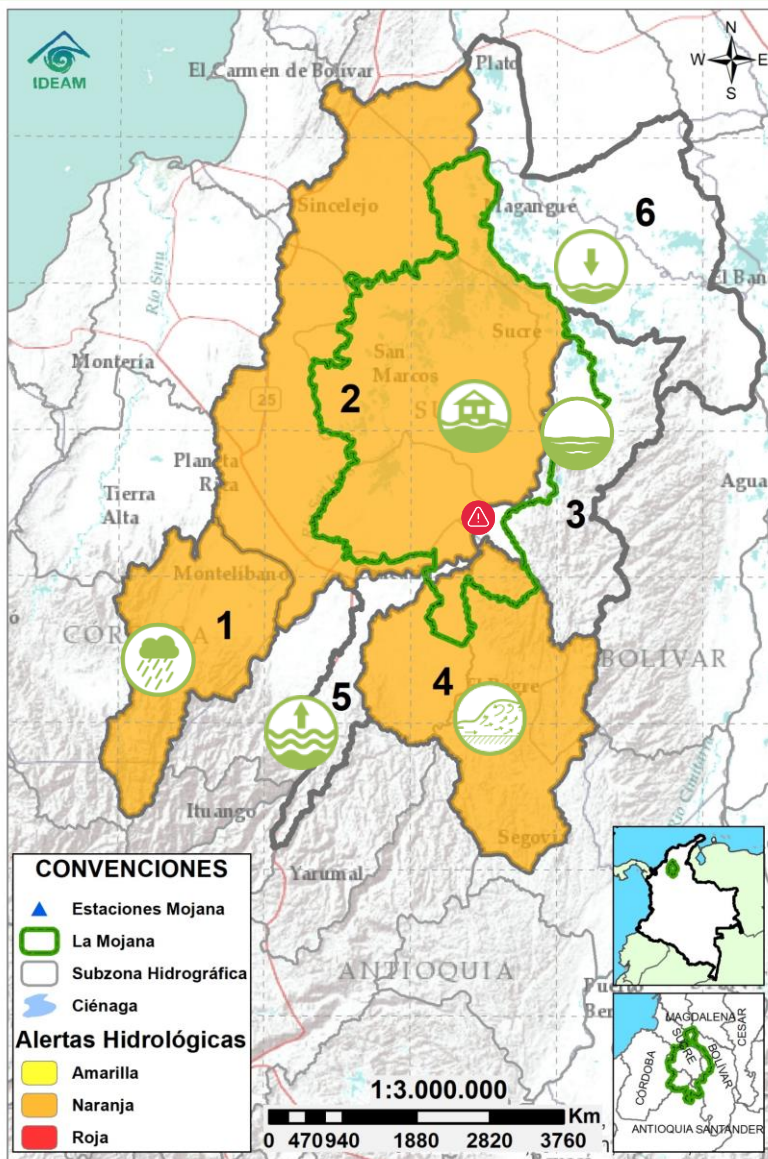 IDEAM
N
W E
S
El Carmen de Bolívar
Plato
Sincelejo
Magangué
6
Río Sinú
El Ban
Sucre
Montería
San
Marcos
2
25
SU
Planeta
Rica
Tierra
Alta
Agua
3
Montelíbano
1
CÓRDOBA
BOLÍVAR
4
El Bagre
5
Ituango
Segovia
Yarumal
ANTIOQUIA
Puerto
Ber
CONVENCIONES
Estaciones Mojana
La Mojana
Subzona Hidrográfica
Ciénaga
Alertas Hidrológicas
Amarilla
Naranja
Roja
1:3.000.000
Km
0 470 940 1880 2820 3760
MAGDALENA
CESAR
SUCRE
BOLÍVAR
CÓRDOBA
ANTIOQUIA SANTANDER